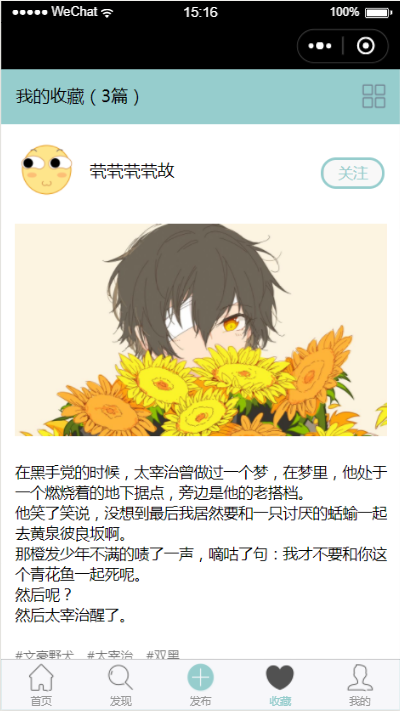 WeChat 15:16 100%
我的收藏（3篇）
茕茕茕茕故
关注
在黑手党的时候，太宰治曾做过一个梦，在梦里，他处于
一个燃烧着的地下据点，旁边是他的老搭档。
他笑了笑说，没想到最后我居然要和一只讨厌的蛞蝓一起
去黄泉彼良坂啊。
那橙发少年不满的啧了一声，嘀咕了句：我才不要和你这
个青花鱼一起死呢。
然后呢？
然后太宰治醒了。
#文豪野犬 #太宰治 #双黑
首页 发现 发布 收藏 我的